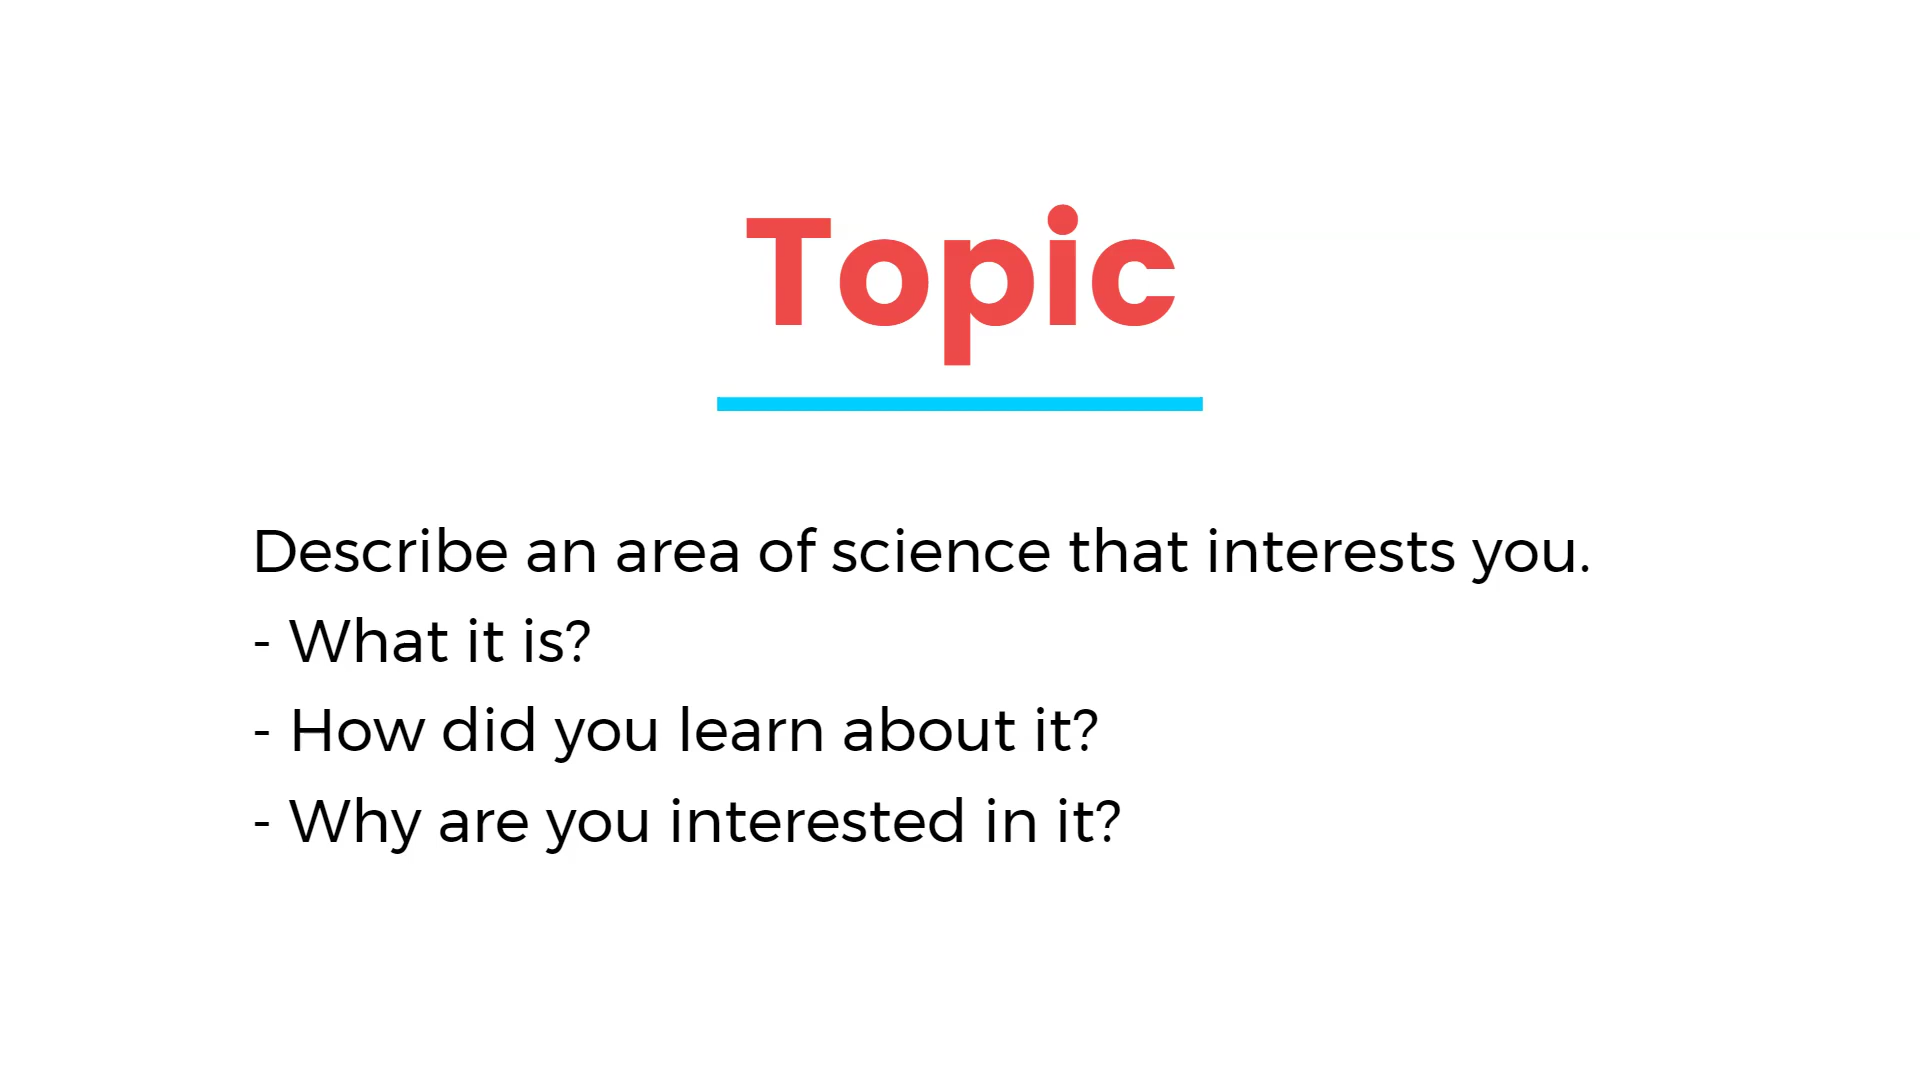 Topic
Describe an area of science that interests you.
- What it is?
- How did you learn about it?
- Why are you interested in it?